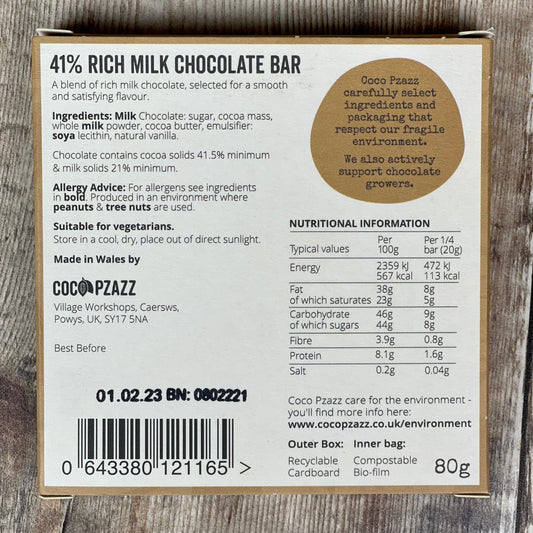 41% RICH MILK CHOCOLATE BAR
A blend of rich milk chocolate, selected for a smooth
and satisfying flavour.
Ingredients: Milk Chocolate: sugar, cocoa mass,
whole milk powder, cocoa butter, emulsifier:
soya lecithin, natural vanilla.
Chocolate contains cocoa solids 41.5% minimum
& milk solids 21% minimum.
Allergy Advice: For allergens see ingredients
in bold. Produced in an environment where
peanuts & tree nuts are used.
Suitable for vegetarians.
Store in a cool, dry, place out of direct sunlight.
Made in Wales by
COCO PZAZZ
Village Workshops, Caersws,
Powys, UK, SY17 5NA
Best Before
01.02.23 BN: 0802221
0 643380 121165 >
Coco Pzazz
carefully select
ingredients and
packaging that
respect our fragile
environment.
We also actively
support chocolate
growers.
NUTRITIONAL INFORMATION
Typical values Per 100g Per 1/4 bar (20g)
Energy 2359 kJ 472 kJ
567 kcal 113 kcal
Fat 38g 8g
of which saturates 23g 5g
Carbohydrate 46g 9g
of which sugars 44g 8g
Fibre 3.9g 0.8g
Protein 8.1g 1.6g
Salt 0.2g 0.04g
Coco Pzazz care for the environment -
you'll find more info here:
www.cocopzazz.co.uk/environment
Outer Box: Inner bag:
Recyclable Compostable
Cardboard Bio-film
80g